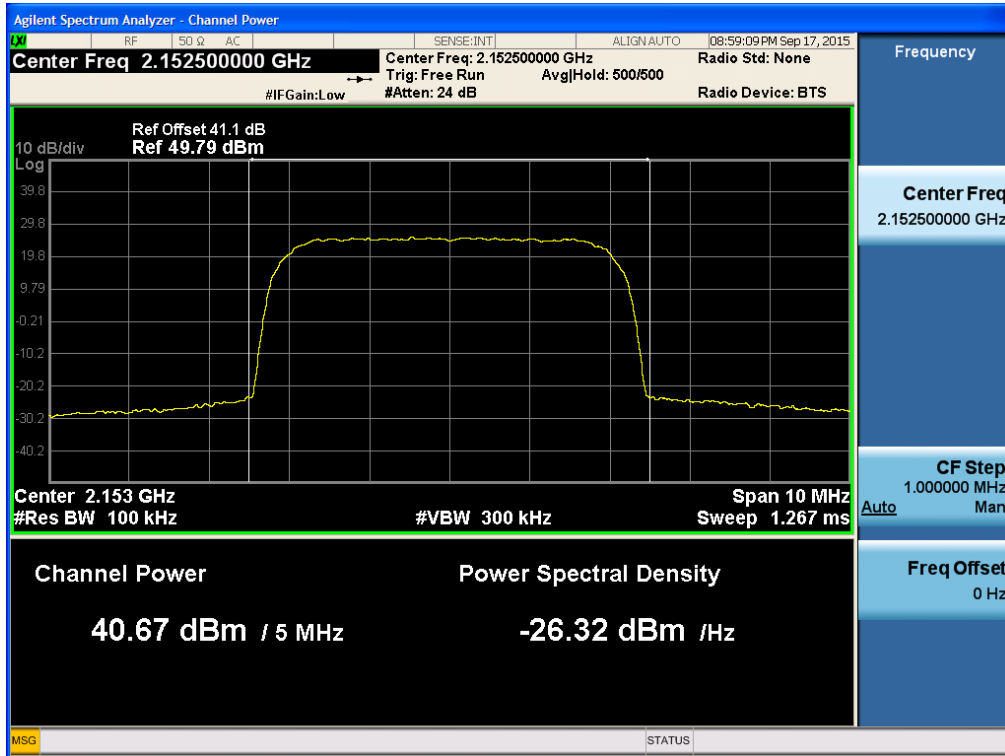 Agilent Spectrum Analyzer - Channel Power
LXI RF 50 Ω AC SENSE:INT ALIGN AUTO 08:59:09 PM Sep 17, 2015
Center Freq 2.152500000 GHz
Center Freq: 2.152500000 GHz Radio Std: None
Trig: Free Run Avg|Hold: 500/500
#IFGain:Low #Atten: 24 dB Radio Device: BTS
Ref Offset 41.1 dB
10 dB/div Ref 49.79 dBm
Log
39.8
29.8
19.8
9.79
-0.21
-10.2
-20.2
-30.2
-40.2
Center 2.153 GHz Span 10 MHz
#Res BW 100 kHz #VBW 300 kHz Sweep 1.267 ms
Channel Power Power Spectral Density
40.67 dBm / 5 MHz -26.32 dBm /Hz
Frequency
Center Freq
2.152500000 GHz
CF Step
1.000000 MHz
Auto Man
Freq Offset
0 Hz
MSG STATUS